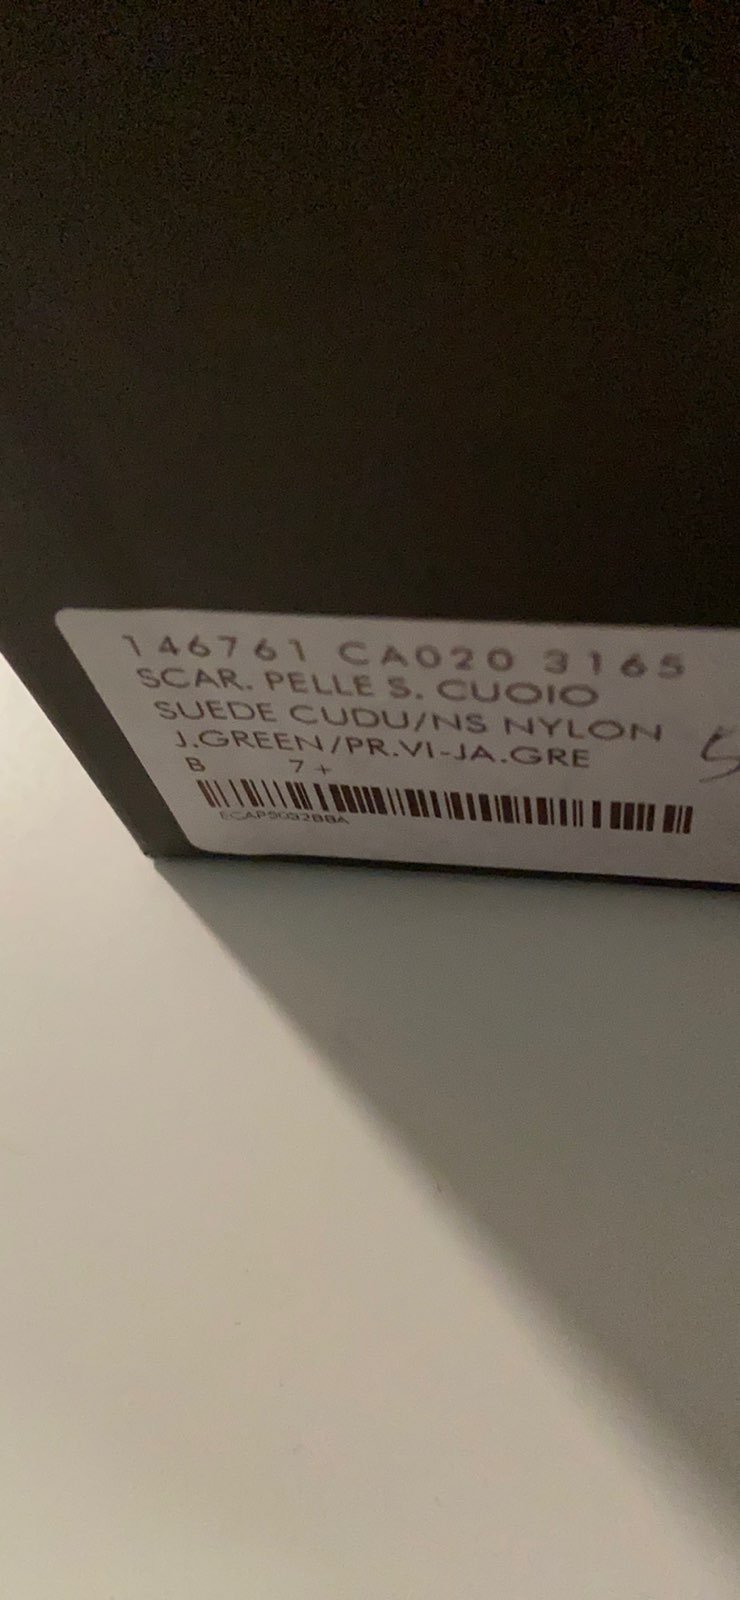 146761 CA020 3165
SCAR. PELLE S. CUOIO
SUEDE CUDU/NS NYLON
J.GREEN/PR.VI-JA.GRE
B 7+